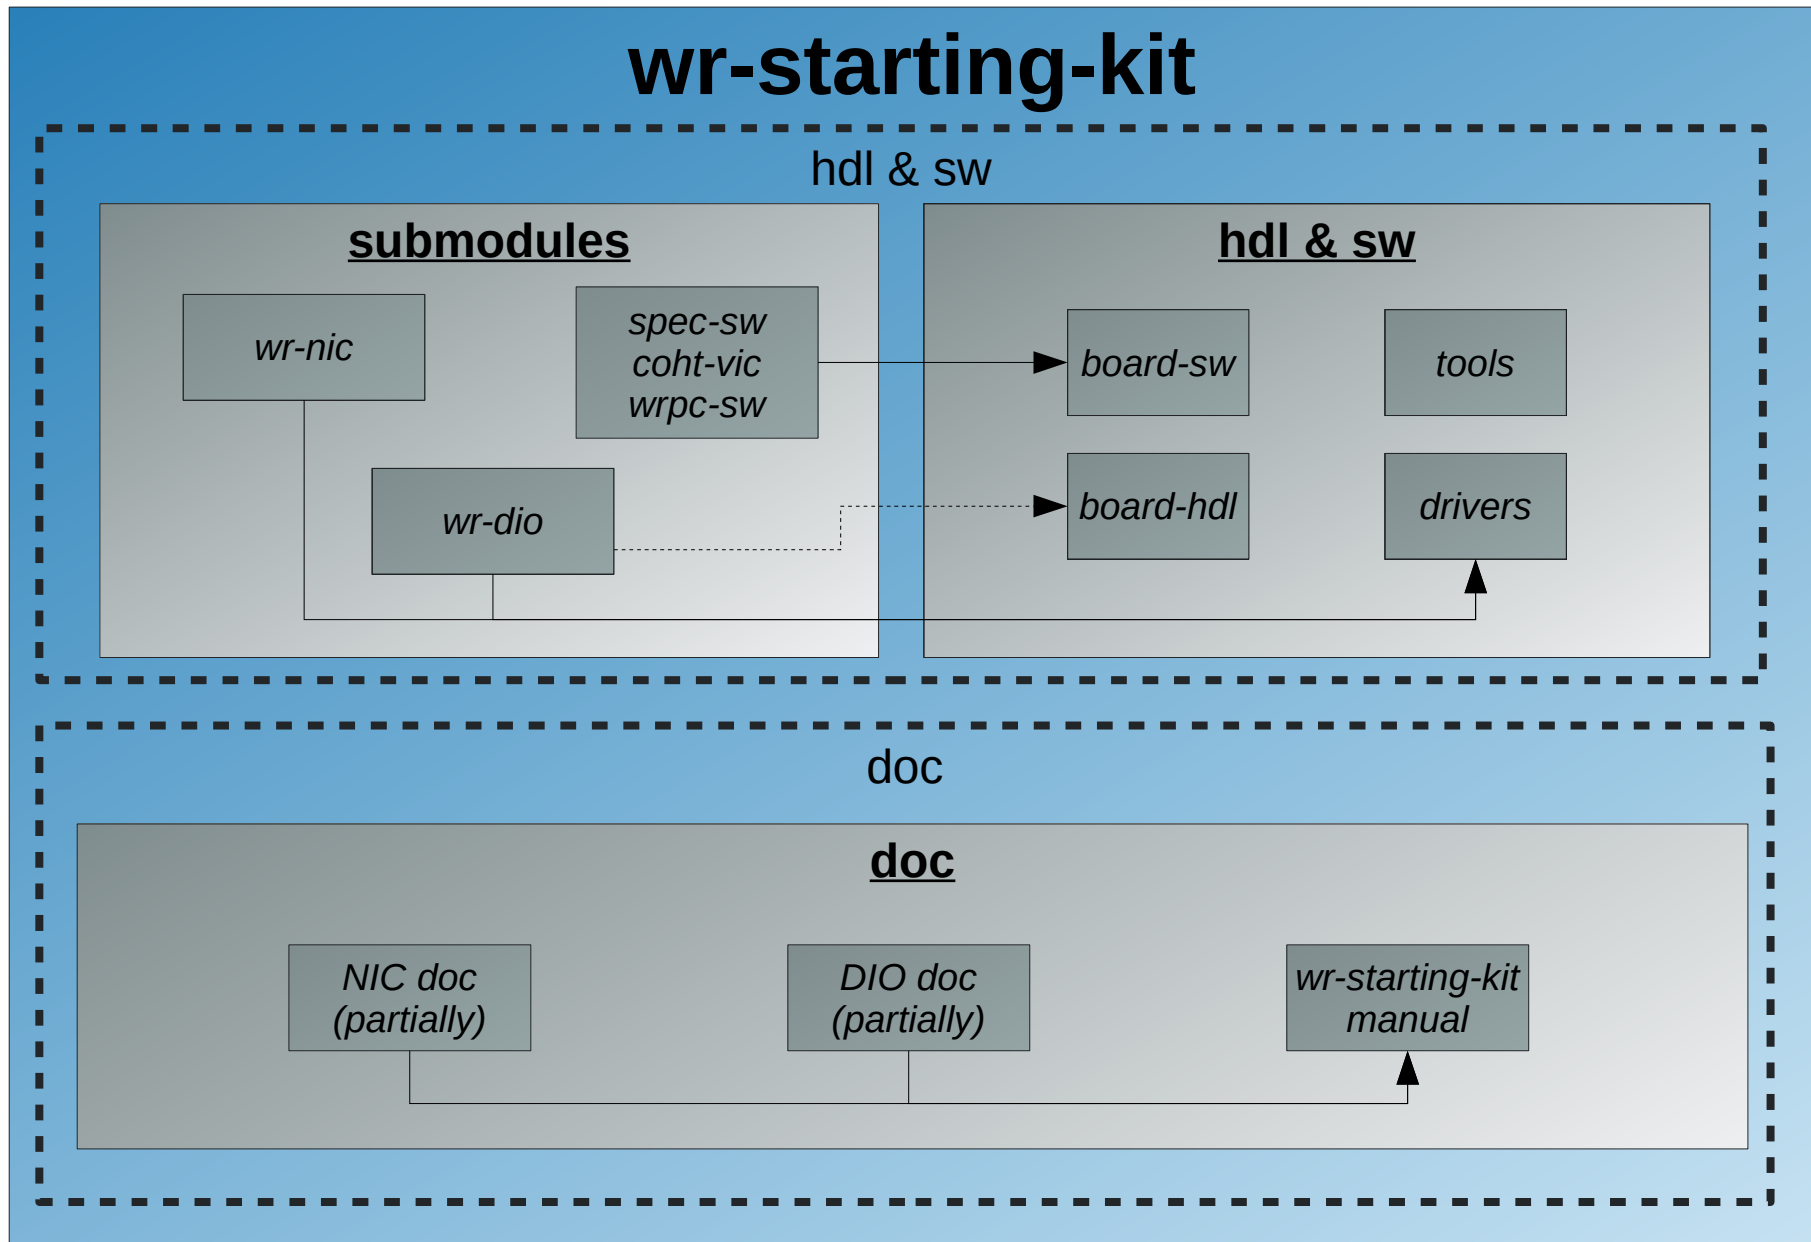 wr-starting-kit
hdl & sw
submodules
wr-nic
spec-sw
coht-vic
wrpc-sw
wr-dio
hdl & sw
board-sw
tools
board-hdl
drivers
doc
doc
NIC doc
(partially)
DIO doc
(partially)
wr-starting-kit
manual